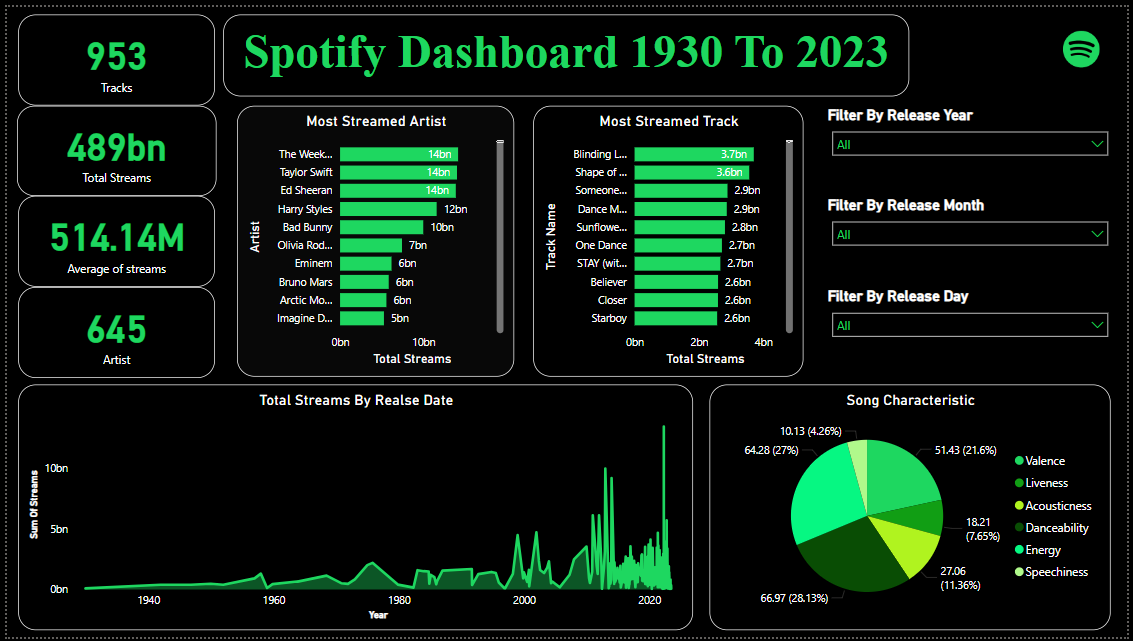 953
Tracks
489bn
Total Streams
514.14M
Average of streams
645
Artist
Spotify Dashboard 1930 To 2023
Most Streamed Artist
Artist
The Week... 14bn
Taylor Swift 14bn
Ed Sheeran 14bn
Harry Styles 12bn
Bad Bunny 10bn
Olivia Rod... 7bn
Eminem 6bn
Bruno Mars 6bn
Arctic Mo... 6bn
Imagine D... 5bn
0bn 10bn
Total Streams
Most Streamed Track
Track Name
Blinding L... 3.7bn
Shape of ... 3.6bn
Someone... 2.9bn
Dance M... 2.9bn
Sunflowe... 2.8bn
One Dance 2.7bn
STAY (wit... 2.7bn
Believer 2.6bn
Closer 2.6bn
Starboy 2.6bn
0bn 2bn 4bn
Total Streams
Filter By Release Year
All
Filter By Release Month
All
Filter By Release Day
All
Total Streams By Realse Date
Sum Of Streams
10bn
5bn
0bn
1940 1960 1980 2000 2020
Year
Song Characteristic
10.13 (4.26%)
64.28 (27%)
51.43 (21.6%)
18.21
(7.65%)
27.06
(11.36%)
66.97 (28.13%)
Valence
Liveness
Acousticness
Danceability
Energy
Speechiness